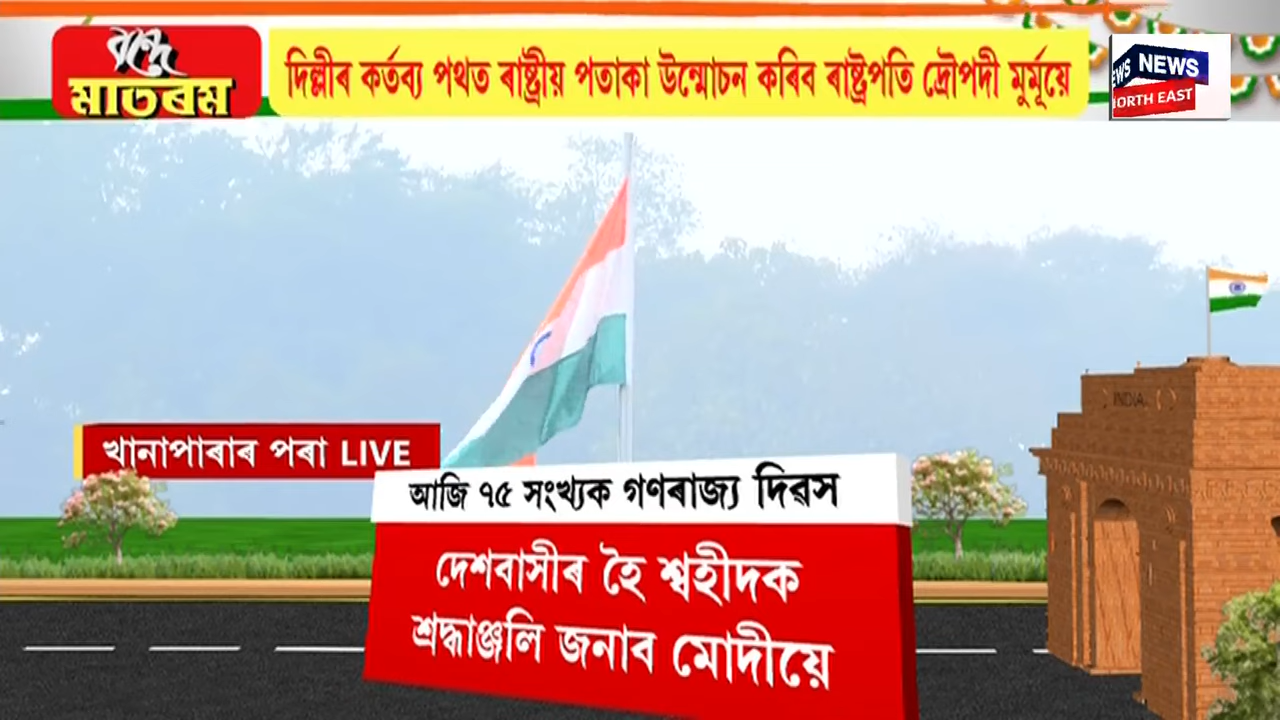 বন্দে
মাতৰম
দিল্লীৰ কৰ্তব্য পথত ৰাষ্ট্ৰীয় পতাকা উন্মোচন কৰিব ৰাষ্ট্ৰপতি দ্ৰৌপদী মুৰ্মূয়ে
NEWS
NORTH EAST
INDIA
খানাপাৰাৰ পৰা LIVE
আজি ৭৫ সংখ্যক গণৰাজ্য দিৱস
দেশবাসীৰ হৈ শ্বহীদক
শ্ৰদ্ধাঞ্জলি জনাব মোদীয়ে